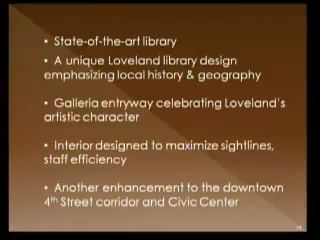 • State-of-the-art library
• A unique Loveland library design
emphasizing local history & geography
• Galleria entryway celebrating Loveland's
artistic character
• Interior designed to maximize sightlines,
staff efficiency
• Another enhancement to the downtown
4th Street corridor and Civic Center